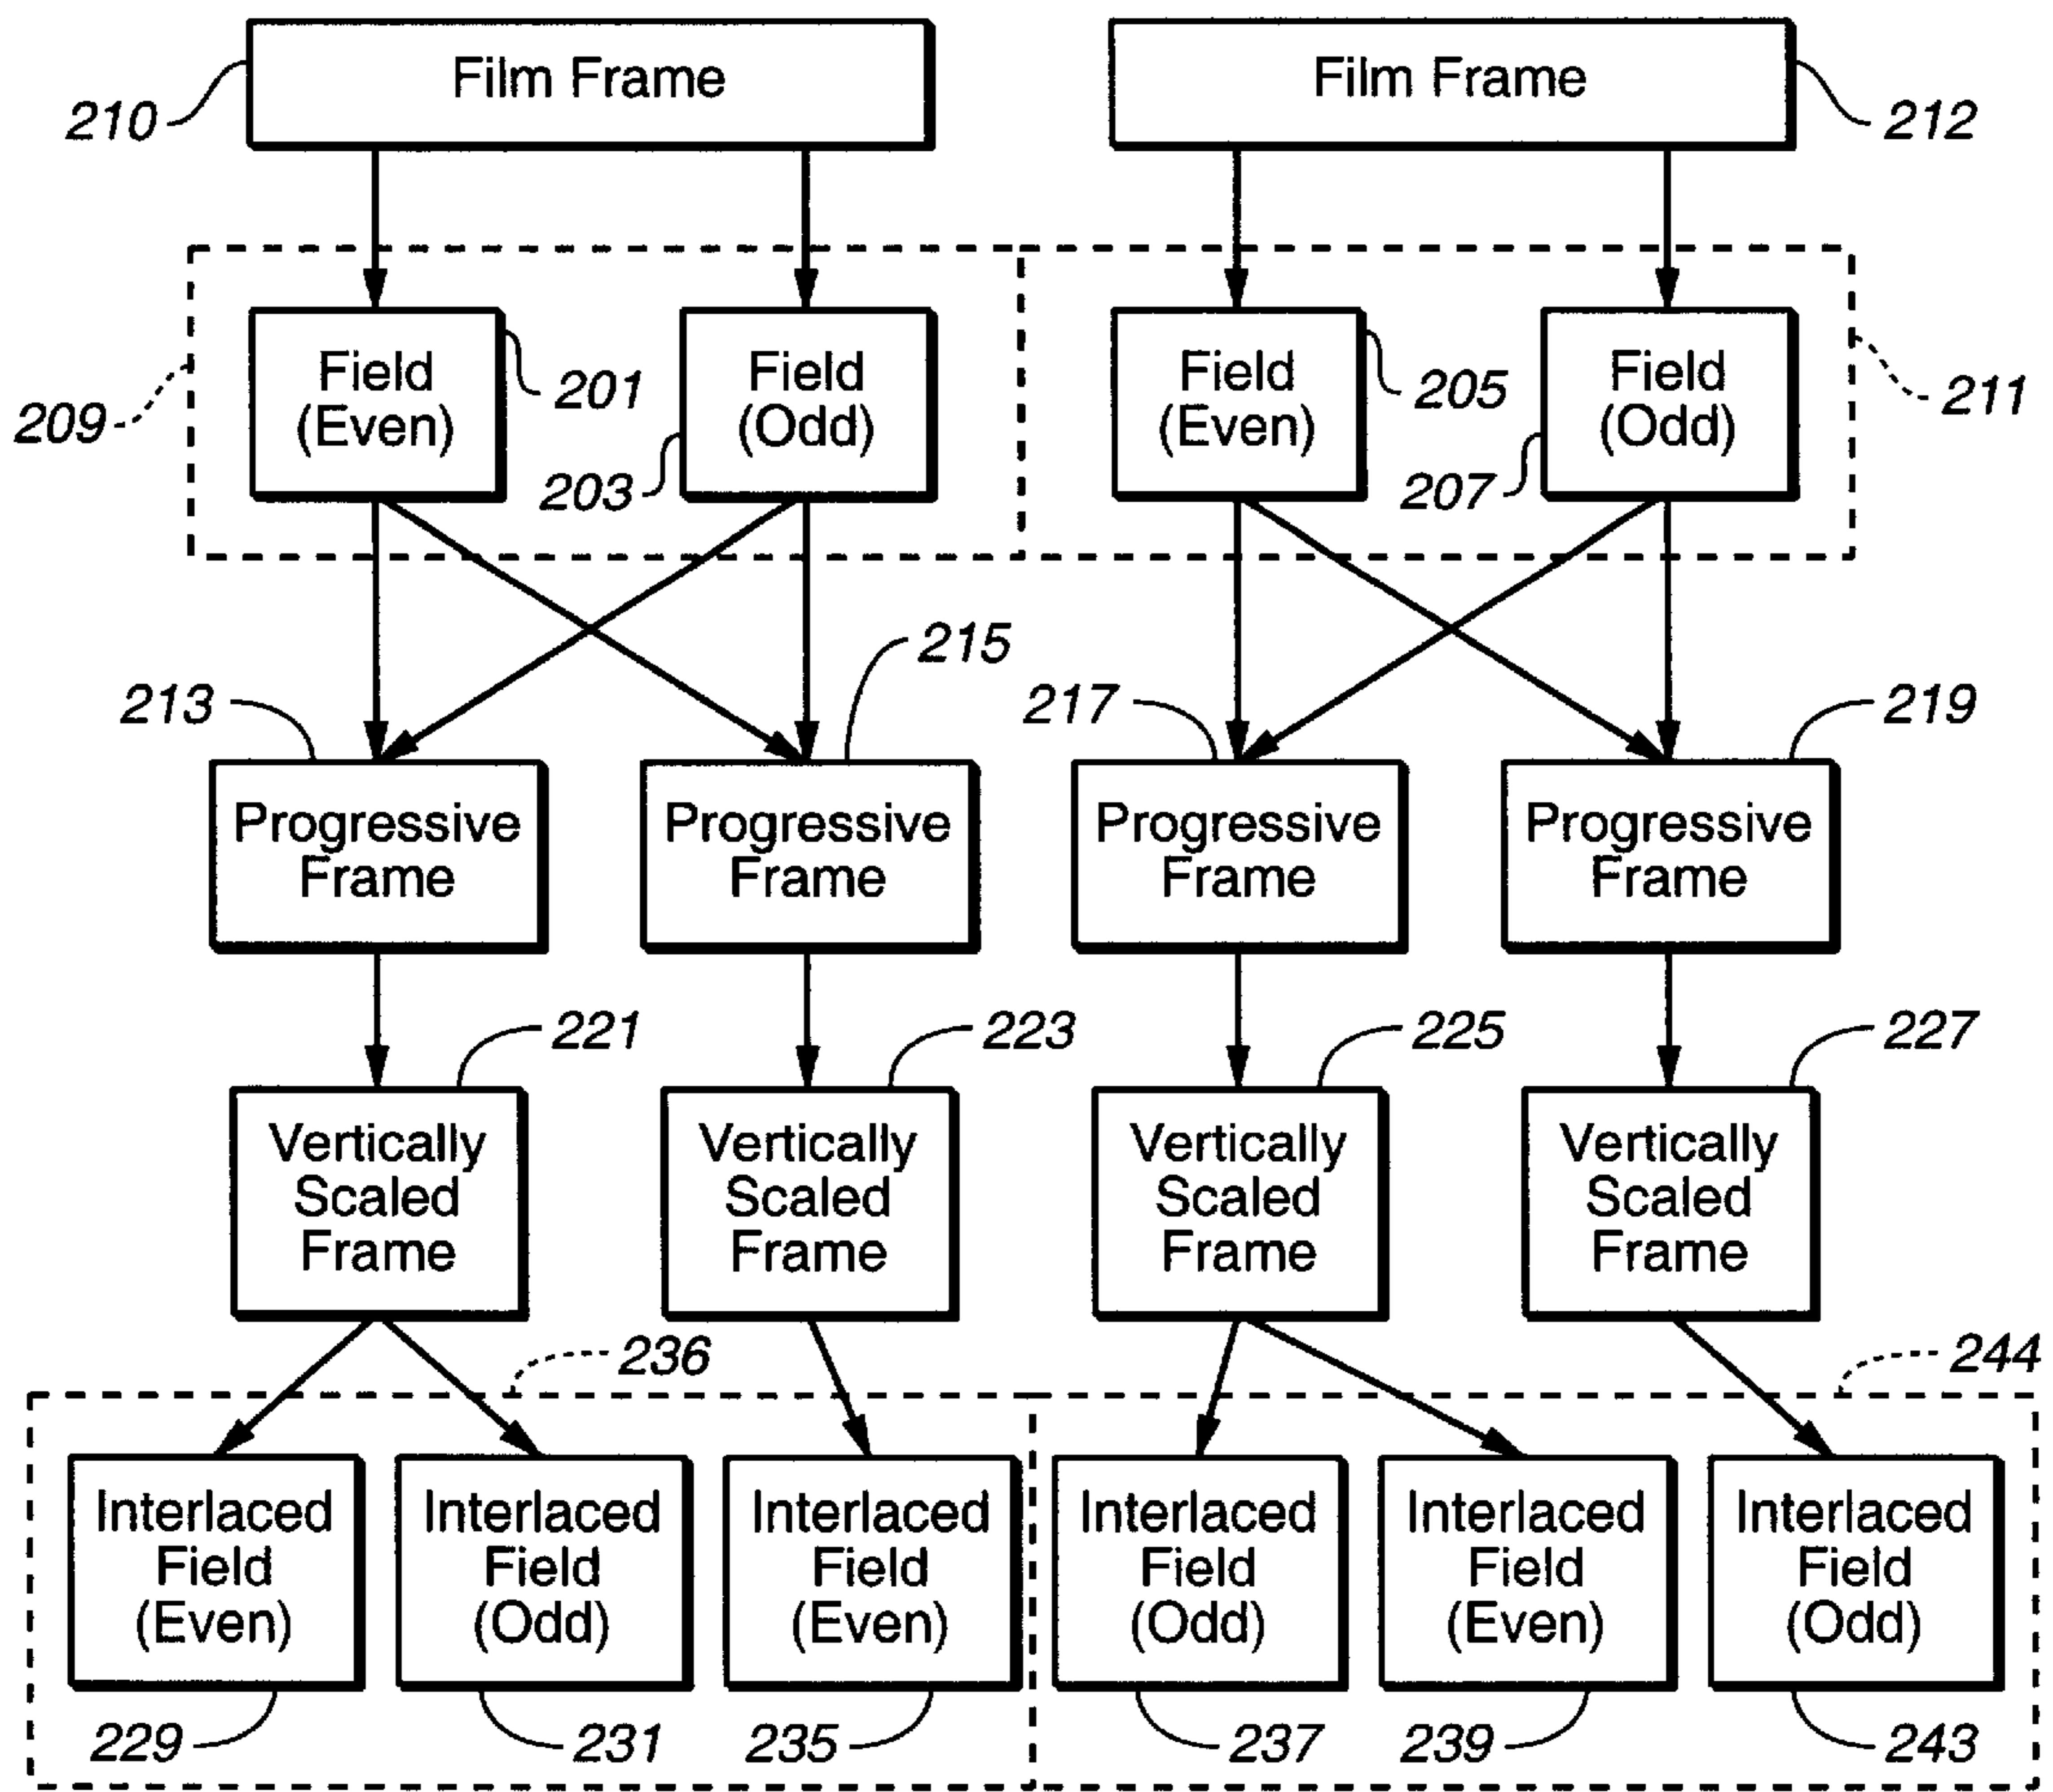 Film Frame
Film Frame
210
212
Field
(Even)
201
Field
(Odd)
203
Field
(Even)
205
Field
(Odd)
207
209
211
213
215
217
219
Progressive
Frame
Progressive
Frame
Progressive
Frame
Progressive
Frame
221
223
225
227
Vertically
Scaled
Frame
Vertically
Scaled
Frame
Vertically
Scaled
Frame
Vertically
Scaled
Frame
236
244
Interlaced
Field
(Even)
Interlaced
Field
(Odd)
Interlaced
Field
(Even)
Interlaced
Field
(Odd)
Interlaced
Field
(Even)
Interlaced
Field
(Odd)
229
231
235
237
239
243